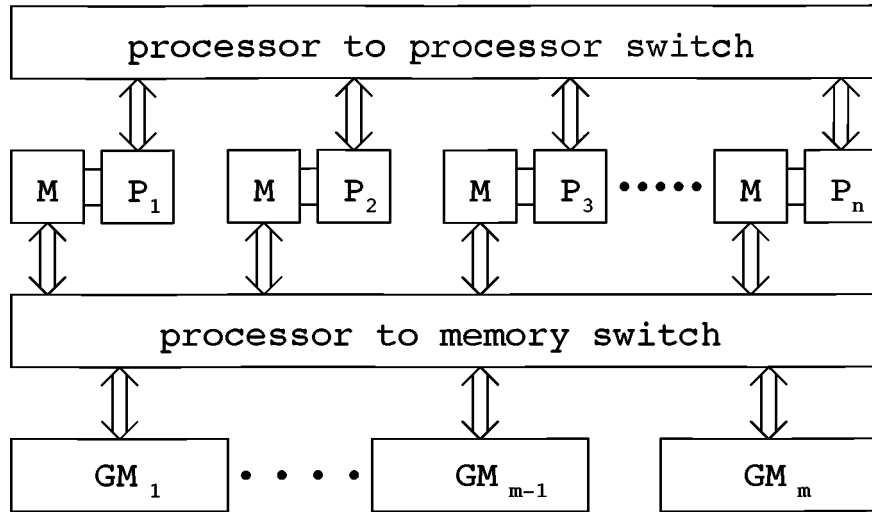 processor to processor switch
M P₁ M P₂ M P₃ ••••• M Pₙ
processor to memory switch
GM₁ •••• GMₘ₋₁ GMₘ